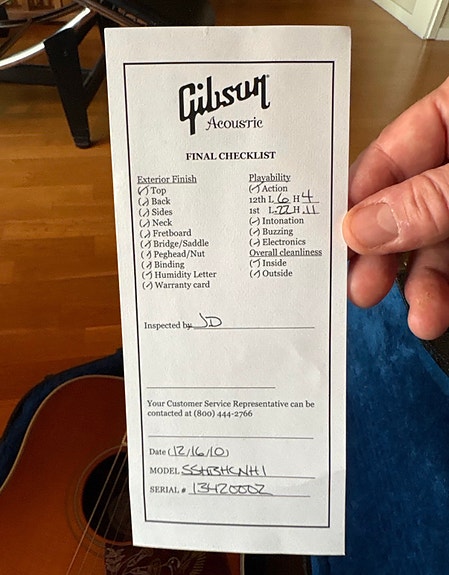 Gibson
Acoustic
FINAL CHECKLIST
Exterior Finish
(✓) Top
(✓) Back
(✓) Sides
(✓) Neck
(✓) Fretboard
(✓) Bridge/Saddle
(✓) Peghead/Nut
(✓) Binding
(✓) Humidity Letter
(✓) Warranty card
Playability
(✓) Action
12th L 6 H 4
1st L .22 H .11
(✓) Intonation
(✓) Buzzing
(✓) Electronics
Overall cleanliness
(✓) Inside
(✓) Outside
Inspected by JD
Your Customer Service Representative can be
contacted at (800) 444-2766
Date (12/16/10)
MODEL SSHBHCNH1
SERIAL # 13420002